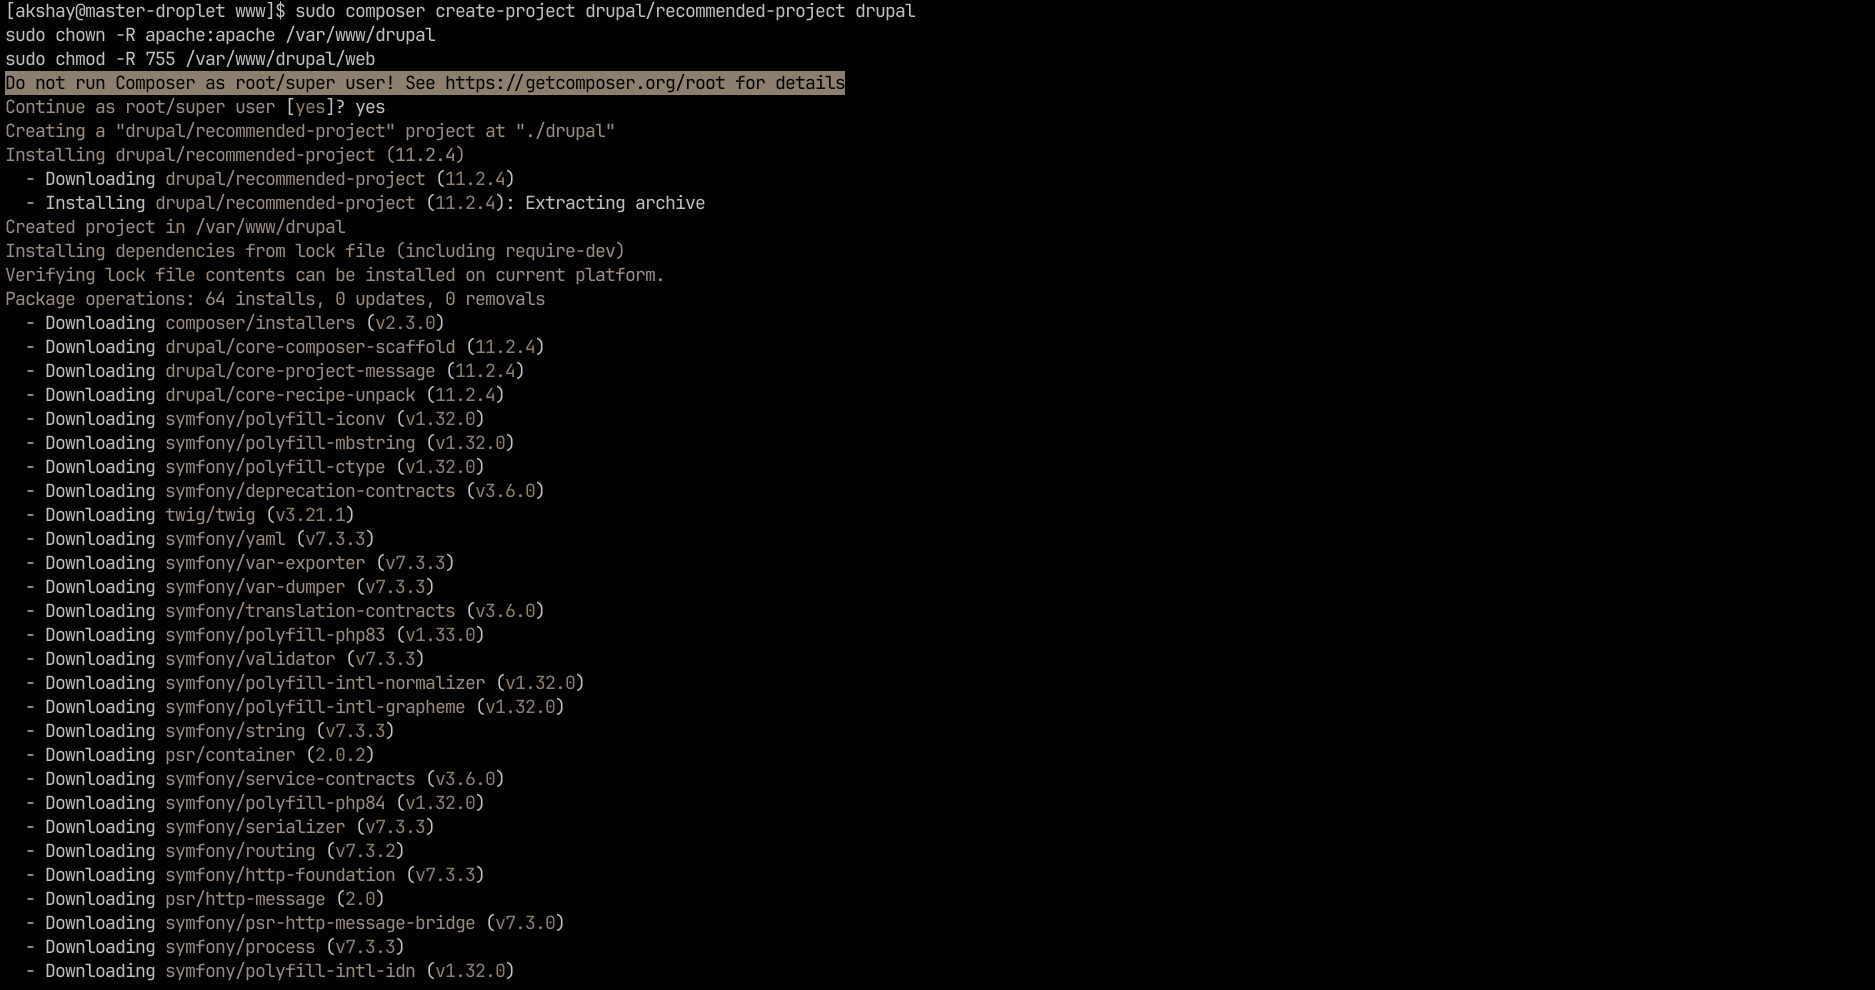 [akshay@master-droplet www]$ sudo composer create-project drupal/recommended-project drupal
sudo chown -R apache:apache /var/www/drupal
sudo chmod -R 755 /var/www/drupal/web
Do not run Composer as root/super user! See https://getcomposer.org/root for details
Continue as root/super user [yes]? yes
Creating a "drupal/recommended-project" project at "./drupal"
Installing drupal/recommended-project (11.2.4)
  - Downloading drupal/recommended-project (11.2.4)
  - Installing drupal/recommended-project (11.2.4): Extracting archive
Created project in /var/www/drupal
Installing dependencies from lock file (including require-dev)
Verifying lock file contents can be installed on current platform.
Package operations: 64 installs, 0 updates, 0 removals
  - Downloading composer/installers (v2.3.0)
  - Downloading drupal/core-composer-scaffold (11.2.4)
  - Downloading drupal/core-project-message (11.2.4)
  - Downloading drupal/core-recipe-unpack (11.2.4)
  - Downloading symfony/polyfill-iconv (v1.32.0)
  - Downloading symfony/polyfill-mbstring (v1.32.0)
  - Downloading symfony/polyfill-ctype (v1.32.0)
  - Downloading symfony/deprecation-contracts (v3.6.0)
  - Downloading twig/twig (v3.21.1)
  - Downloading symfony/yaml (v7.3.3)
  - Downloading symfony/var-exporter (v7.3.3)
  - Downloading symfony/var-dumper (v7.3.3)
  - Downloading symfony/translation-contracts (v3.6.0)
  - Downloading symfony/polyfill-php83 (v1.33.0)
  - Downloading symfony/validator (v7.3.3)
  - Downloading symfony/polyfill-intl-normalizer (v1.32.0)
  - Downloading symfony/polyfill-intl-grapheme (v1.32.0)
  - Downloading symfony/string (v7.3.3)
  - Downloading psr/container (2.0.2)
  - Downloading symfony/service-contracts (v3.6.0)
  - Downloading symfony/polyfill-php84 (v1.32.0)
  - Downloading symfony/serializer (v7.3.3)
  - Downloading symfony/routing (v7.3.2)
  - Downloading symfony/http-foundation (v7.3.3)
  - Downloading psr/http-message (2.0)
  - Downloading symfony/psr-http-message-bridge (v7.3.0)
  - Downloading symfony/process (v7.3.3)
  - Downloading symfony/polyfill-intl-idn (v1.32.0)